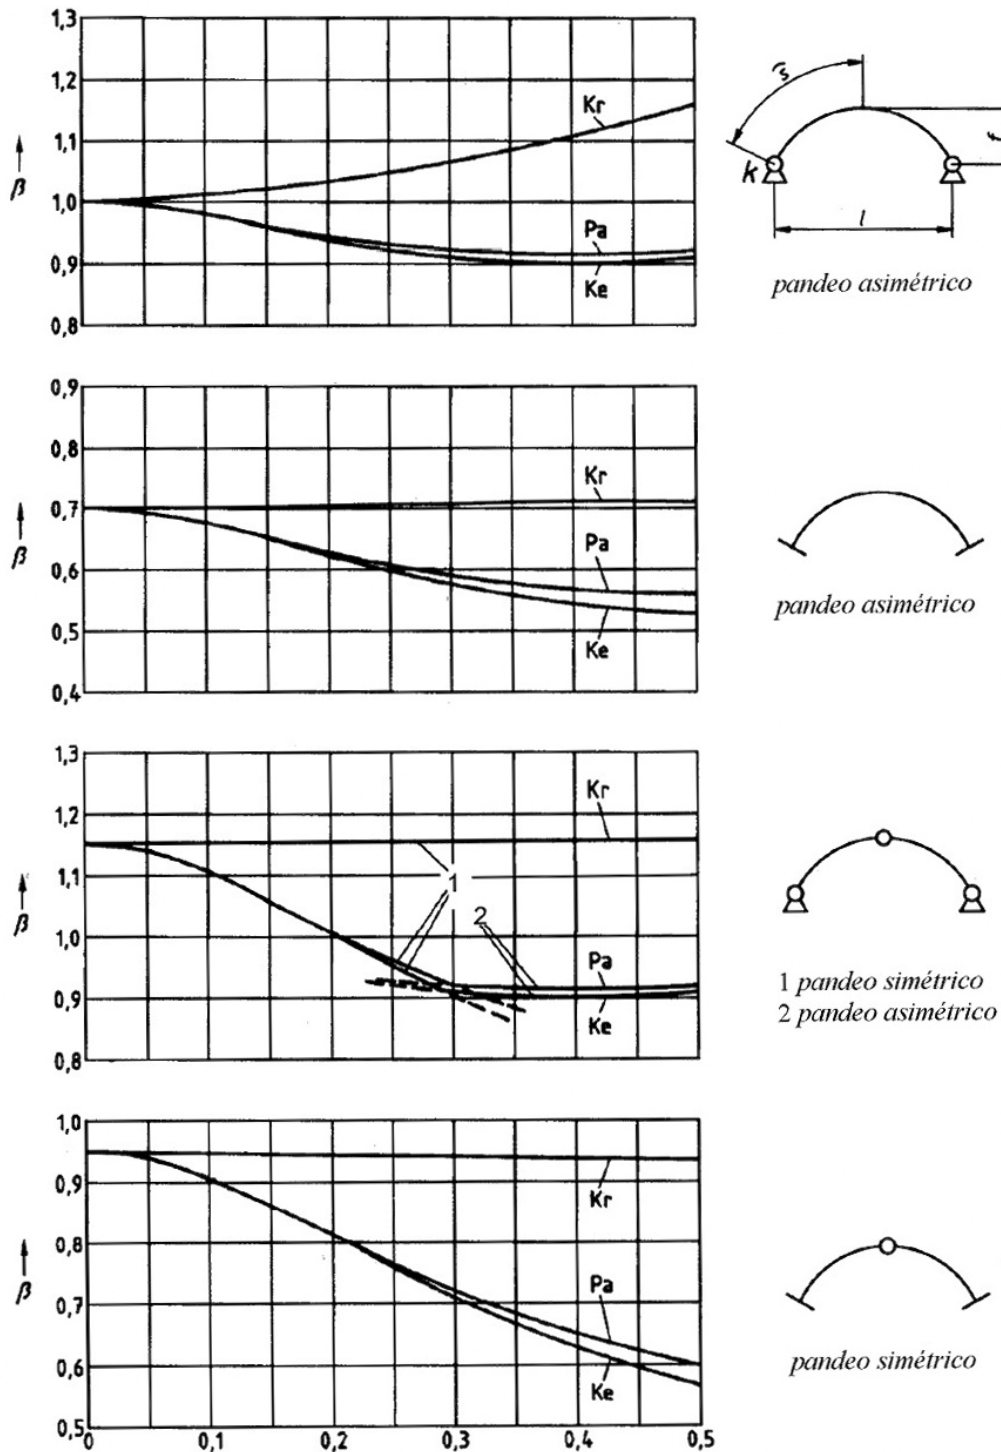 1,3
1,2
1,1
1,0
0,9
0,8
β
Kr
Pa
Ke
s
k
l
f
pandeo asimétrico
0,9
0,8
0,7
0,6
0,5
0,4
β
Kr
Pa
Ke
pandeo asimétrico
1,3
1,2
1,1
1,0
0,9
0,8
β
Kr
1
2
Pa
Ke
1 pandeo simétrico
2 pandeo asimétrico
1,0
0,9
0,8
0,7
0,6
0,5
β
Kr
Pa
Ke
0 0,1 0,2 0,3 0,4 0,5
pandeo simétrico